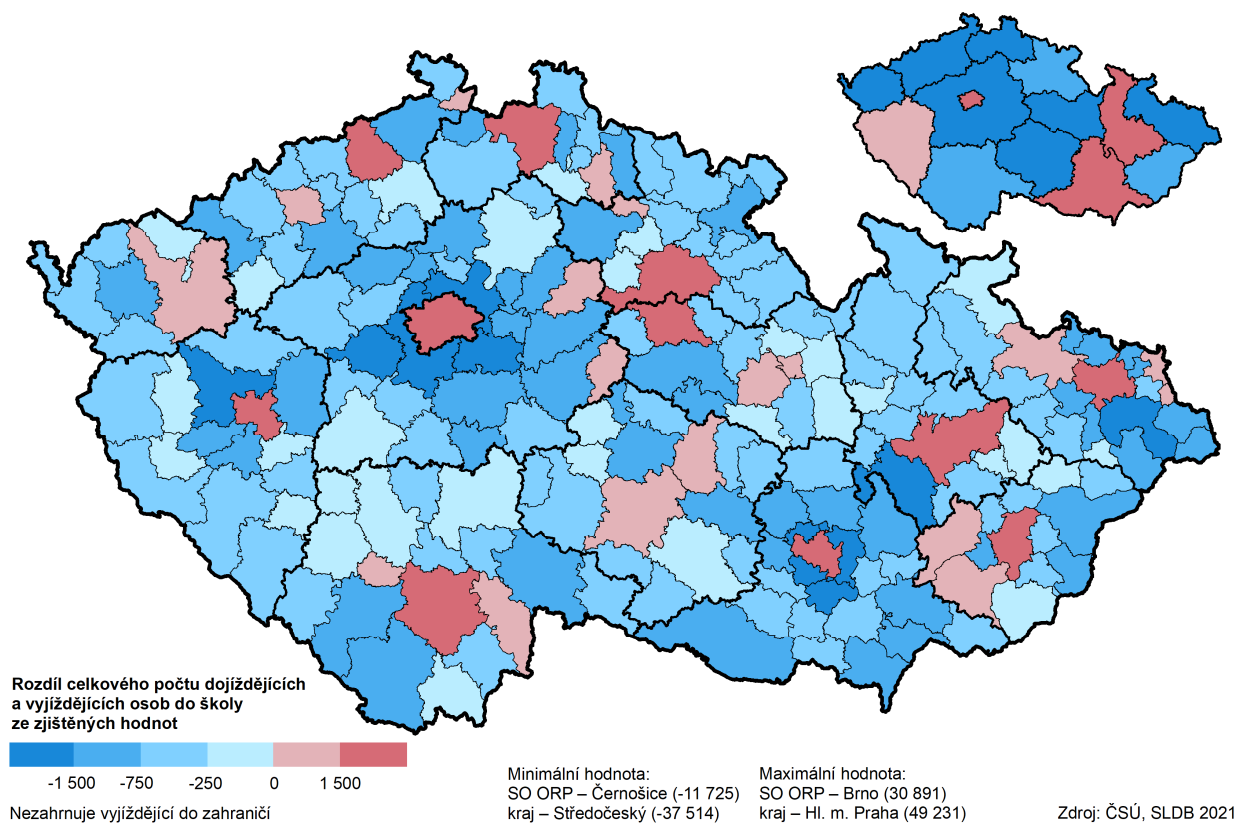 Rozdíl celkového počtu dojíždějících
a vyjíždějících osob do školy
ze zjištěných hodnot
-1 500 -750 -250 0 1 500
Nezahrnuje vyjíždějící do zahraničí
Minimální hodnota:
SO ORP – Černošice (-11 725)
kraj – Středočeský (-37 514)
Maximální hodnota:
SO ORP – Brno (30 891)
kraj – Hl. m. Praha (49 231)
Zdroj: ČSÚ, SLDB 2021